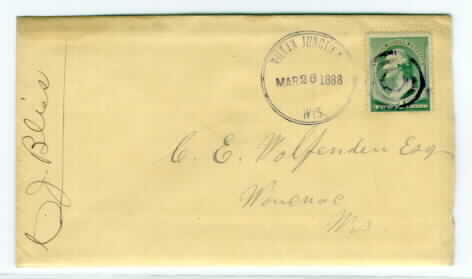 JUNCTION
MAR 26 1888
WIS.
C. J. Bliss
C. E. Wolfenden Esq
Wonewoc
Wis